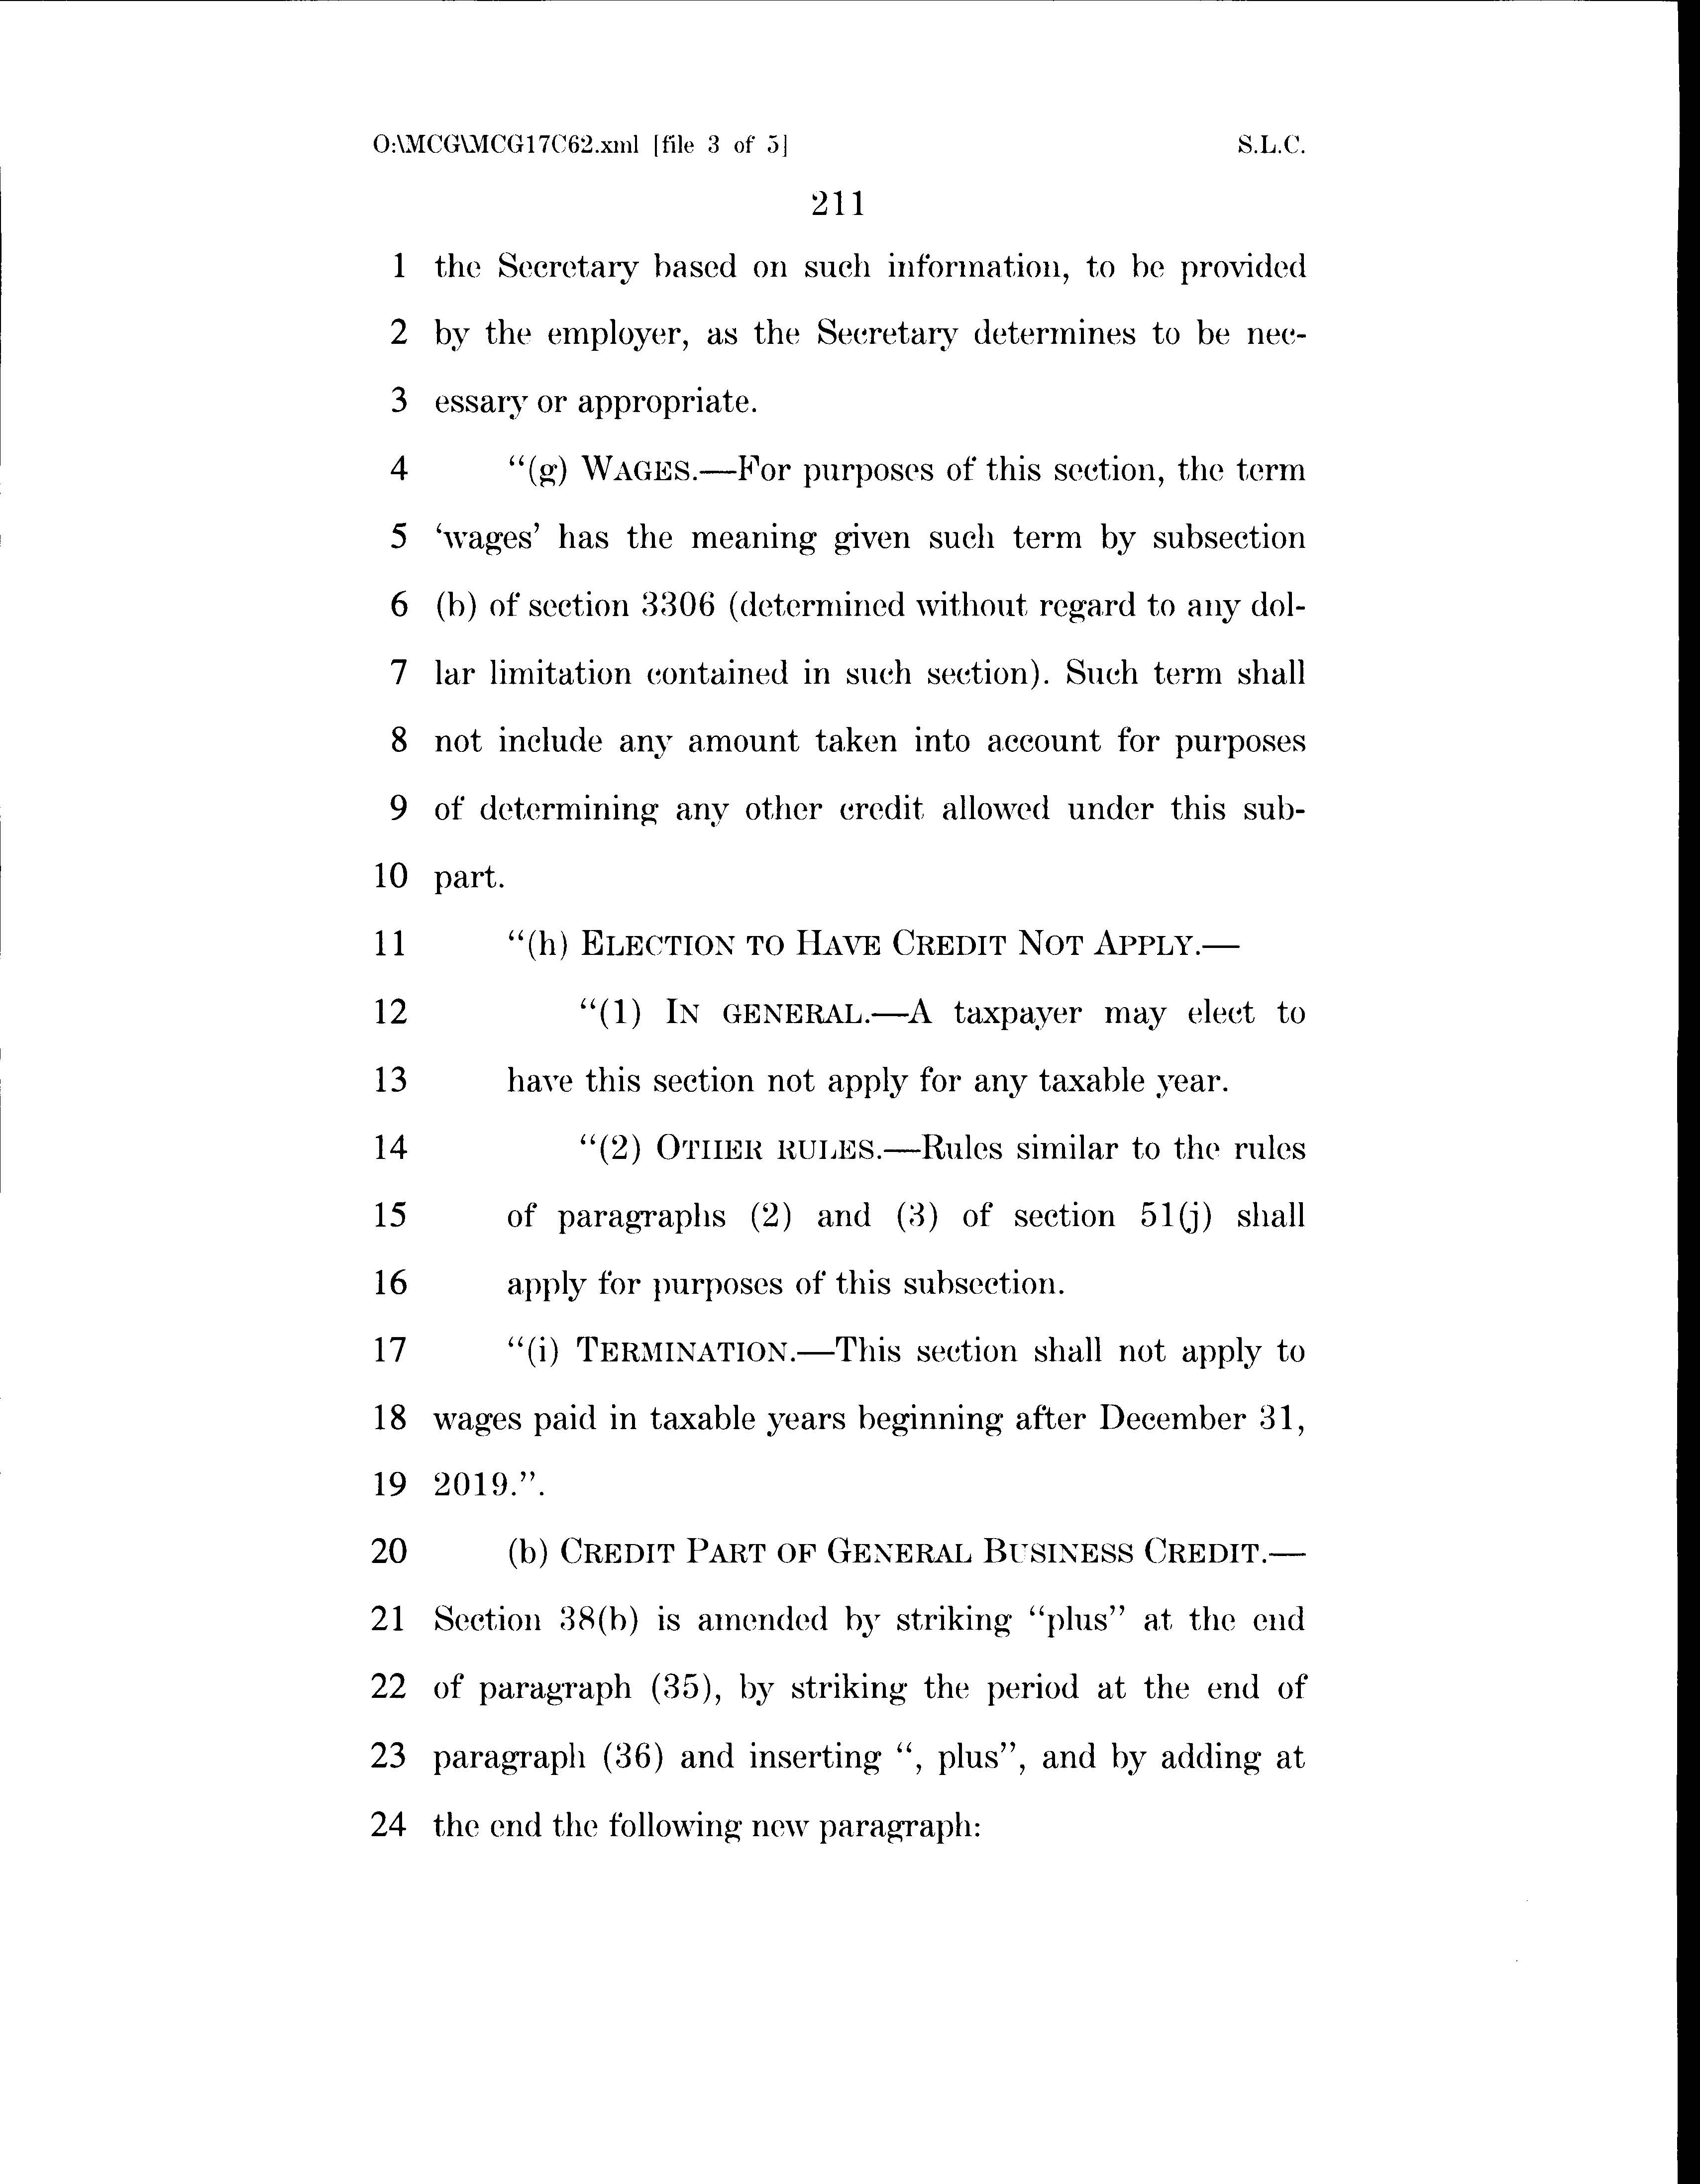 O:\MCG\MCG17C62.xml [file 3 of 5] S.L.C.
211
1 the Secretary based on such information, to be provided
2 by the employer, as the Secretary determines to be nec-
3 essary or appropriate.
4 “(g) WAGES.—For purposes of this section, the term
5 ‘wages’ has the meaning given such term by subsection
6 (b) of section 3306 (determined without regard to any dol-
7 lar limitation contained in such section). Such term shall
8 not include any amount taken into account for purposes
9 of determining any other credit allowed under this sub-
10 part.
11 “(h) ELECTION TO HAVE CREDIT NOT APPLY.—
12 “(1) IN GENERAL.—A taxpayer may elect to
13 have this section not apply for any taxable year.
14 “(2) OTHER RULES.—Rules similar to the rules
15 of paragraphs (2) and (3) of section 51(j) shall
16 apply for purposes of this subsection.
17 “(i) TERMINATION.—This section shall not apply to
18 wages paid in taxable years beginning after December 31,
19 2019.”.
20 (b) CREDIT PART OF GENERAL BUSINESS CREDIT.—
21 Section 38(b) is amended by striking “plus” at the end
22 of paragraph (35), by striking the period at the end of
23 paragraph (36) and inserting “, plus”, and by adding at
24 the end the following new paragraph: